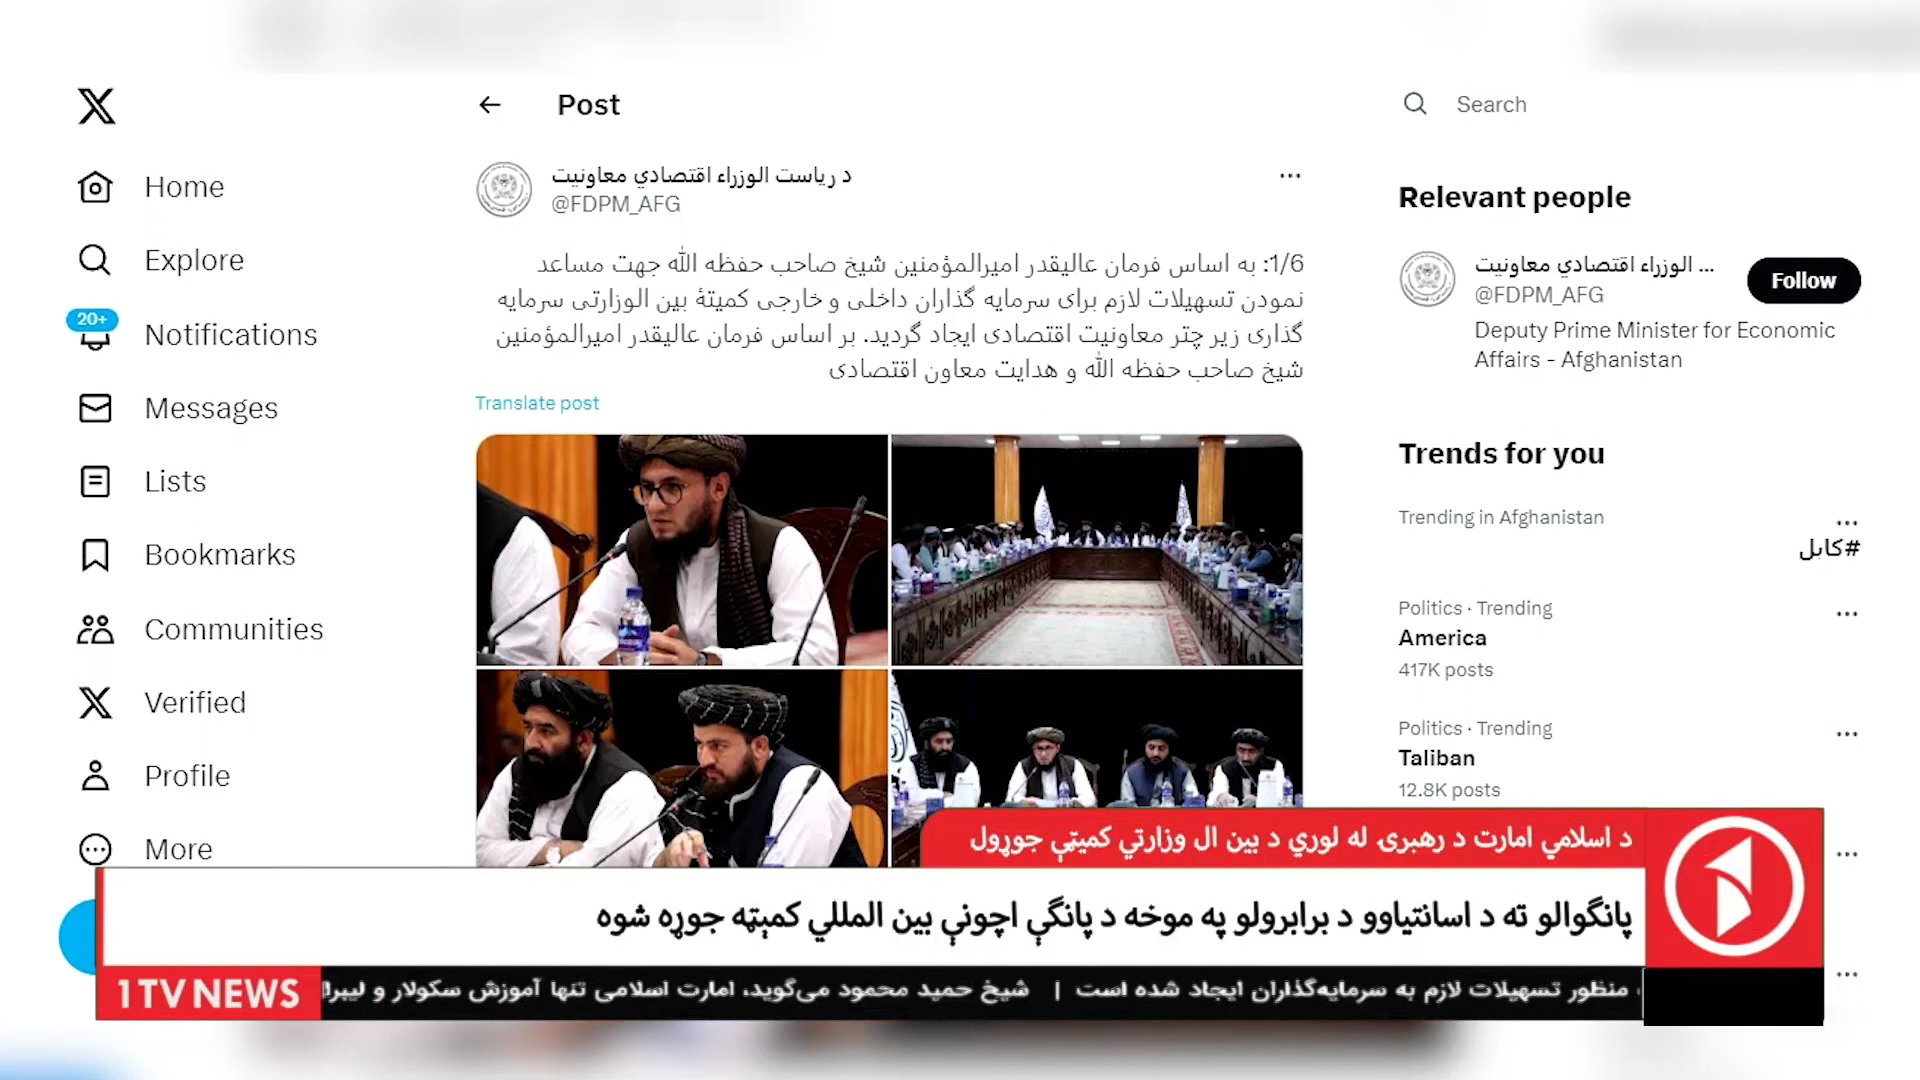 Home
Explore
20+
Notifications
Messages
Lists
Bookmarks
Communities
Verified
Profile
More
Post
د ریاست الوزراء اقتصادي معاونیت
@FDPM_AFG
1/6: به اساس فرمان عالیقدر امیرالمؤمنین شیخ صاحب حفظه الله جهت مساعد
نمودن تسهیلات لازم برای سرمایه گذاران داخلی و خارجی کمیتۀ بین الوزارتی سرمایه
گذاری زیر چتر معاونیت اقتصادی ایجاد گردید. بر اساس فرمان عالیقدر امیرالمؤمنین
شیخ صاحب حفظه الله و هدایت معاون اقتصادی
Translate post
Search
Relevant people
... الوزراء اقتصادي معاونیت
@FDPM_AFG
Follow
Deputy Prime Minister for Economic
Affairs - Afghanistan
Trends for you
Trending in Afghanistan
#کابل
Politics · Trending
America
417K posts
Politics · Trending
Taliban
12.8K posts
د اسلامي امارت د رهبرۍ له لوري د بین ال وزارتي کمیټې جوړول
پانګوالو ته د اسانتیاوو د برابرولو په موخه د پانګې اچونې بین المللي کمېټه جوړه شوه
1TV NEWS
منظور تسهیلات لازم به سرمایه‌گذاران ایجاد شده است | شیخ حمید محمود می‌گوید، امارت اسلامی تنها آموزش سکولار و